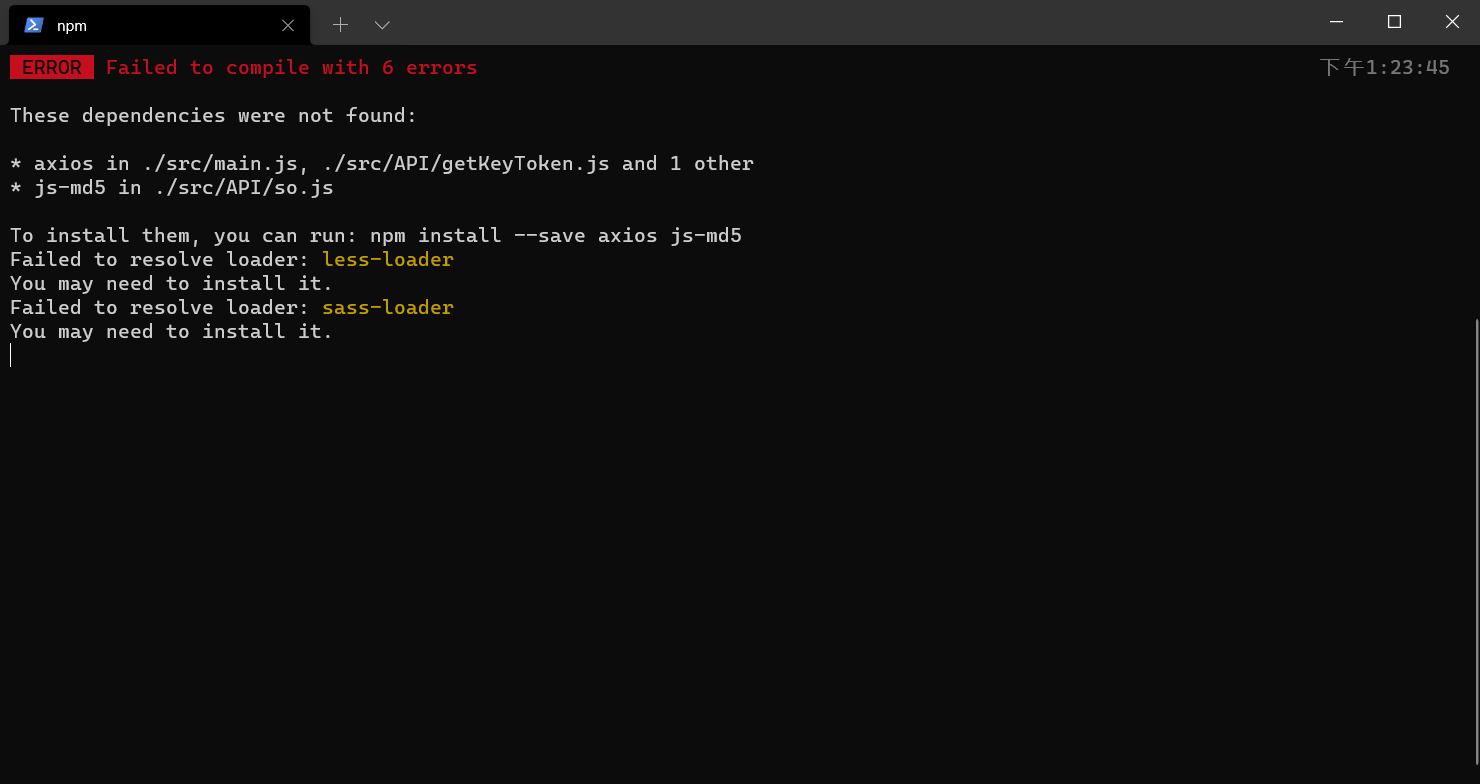 npm
ERROR Failed to compile with 6 errors 下午1:23:45
These dependencies were not found:
* axios in ./src/main.js, ./src/API/getKeyToken.js and 1 other
* js-md5 in ./src/API/so.js
To install them, you can run: npm install --save axios js-md5
Failed to resolve loader: less-loader
You may need to install it.
Failed to resolve loader: sass-loader
You may need to install it.